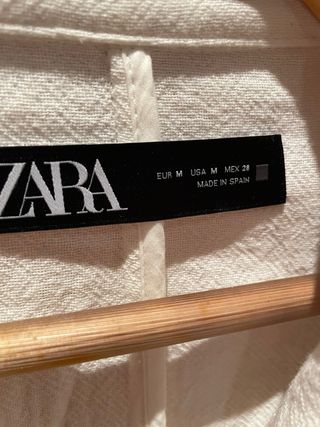 ZARA
EUR M USA M MEX 28
MADE IN SPAIN